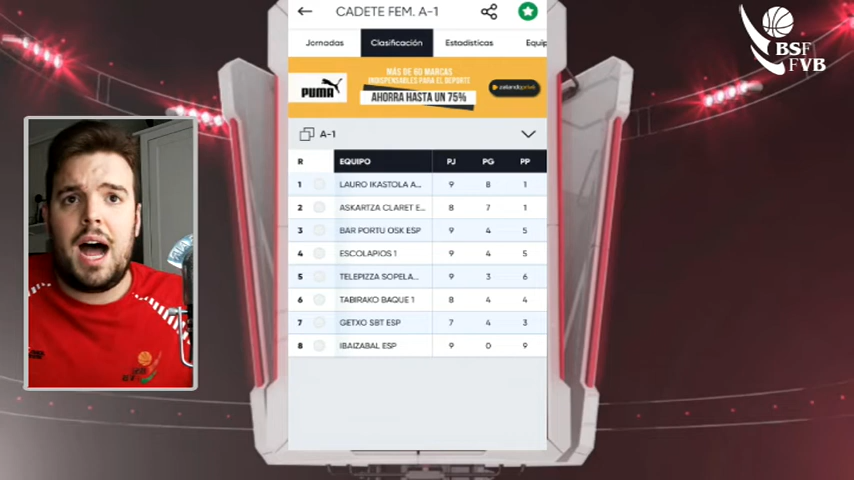 CADETE FEM. A-1
Jornadas Clasificación Estadísticas Equip
PUMA
MÁS DE 60 MARCAS
INDISPENSABLES PARA EL DEPORTE
AHORRA HASTA UN 75%
zalandoprivé
A-1
R EQUIPO PJ PG PP
1 LAURO IKASTOLA A... 9 8 1
2 ASKARTZA CLARET E... 8 7 1
3 BAR PORTU OSK ESP 9 4 5
4 ESCOLAPIOS 1 9 4 5
5 TELEPIZZA SOPELA... 9 3 6
6 TABIRAKO BAQUE 1 8 4 4
7 GETXO SBT ESP 7 4 3
8 IBAIZABAL ESP 9 0 9
BSF
FVB